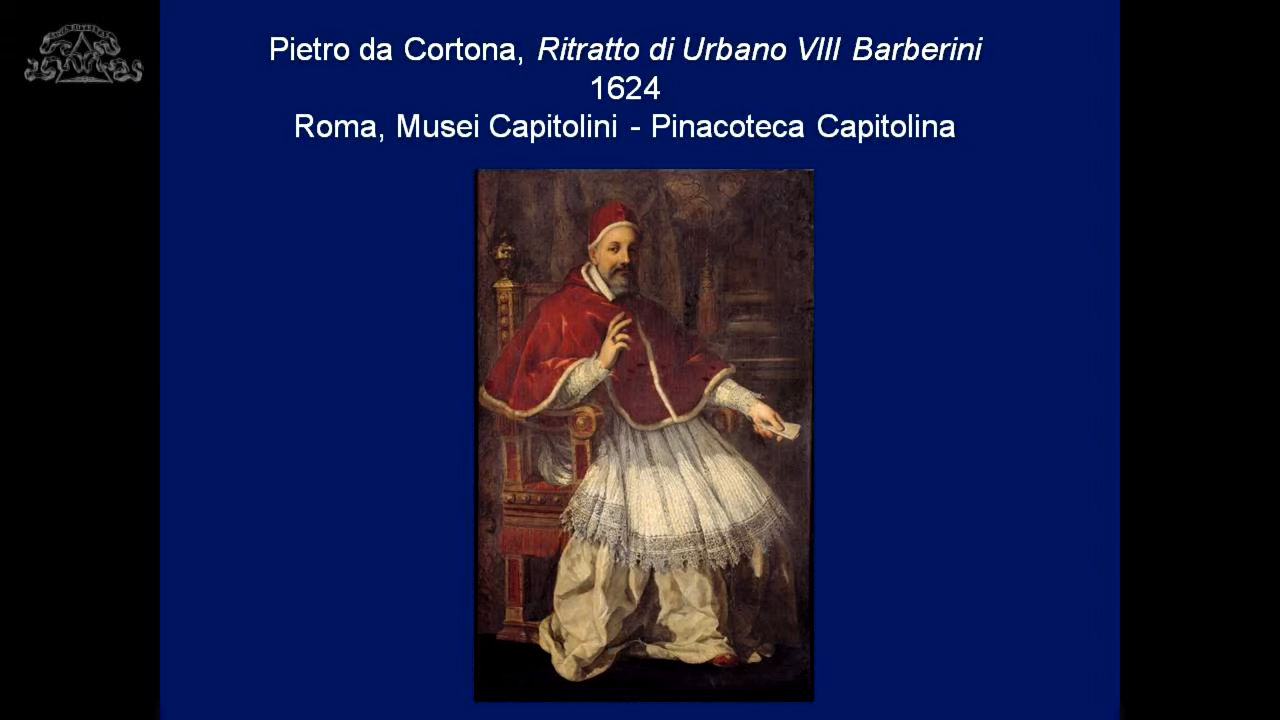 Pietro da Cortona, Ritratto di Urbano VIII Barberini
1624
Roma, Musei Capitolini - Pinacoteca Capitolina